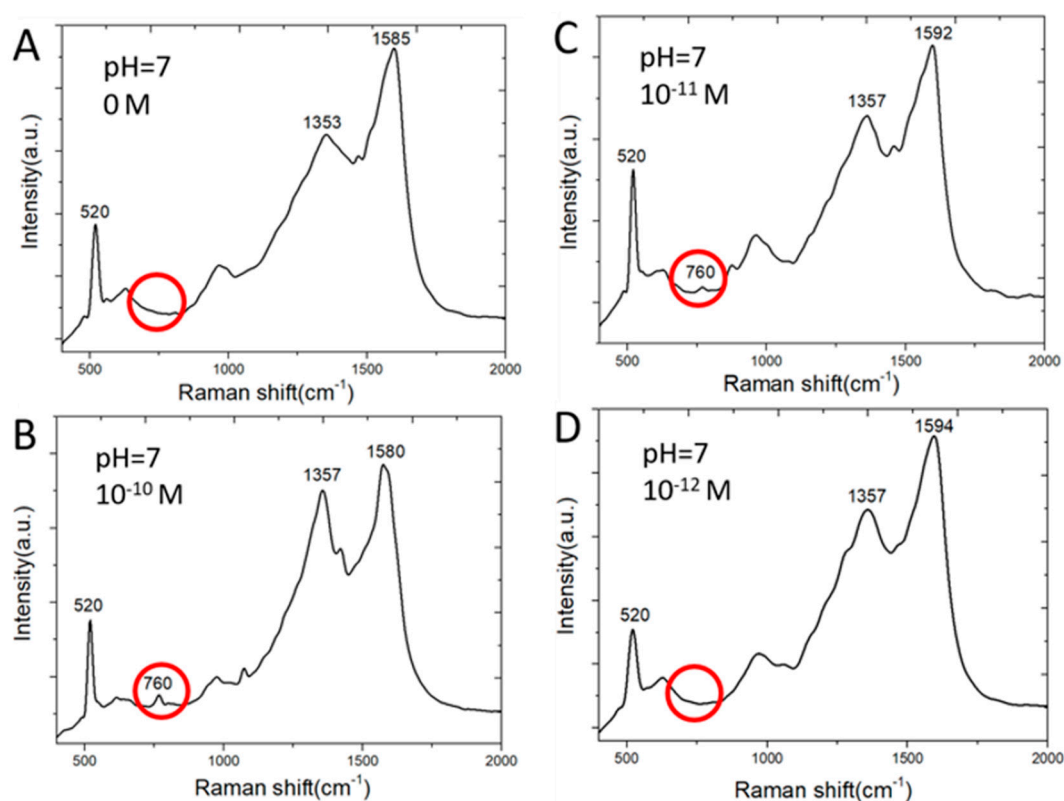 A
pH=7
0 M
520
1353
1585
Intensity(a.u.)
500
1000
1500
2000
Raman shift(cm⁻¹)
B
pH=7
10⁻¹⁰ M
520
760
1357
1580
Intensity(a.u.)
500
1000
1500
2000
Raman shift(cm⁻¹)
C
pH=7
10⁻¹¹ M
520
760
1357
1592
Intensity(a.u.)
500
1000
1500
2000
Raman shift(cm⁻¹)
D
pH=7
10⁻¹² M
520
1357
1594
Intensity(a.u.)
500
1000
1500
2000
Raman shift(cm⁻¹)